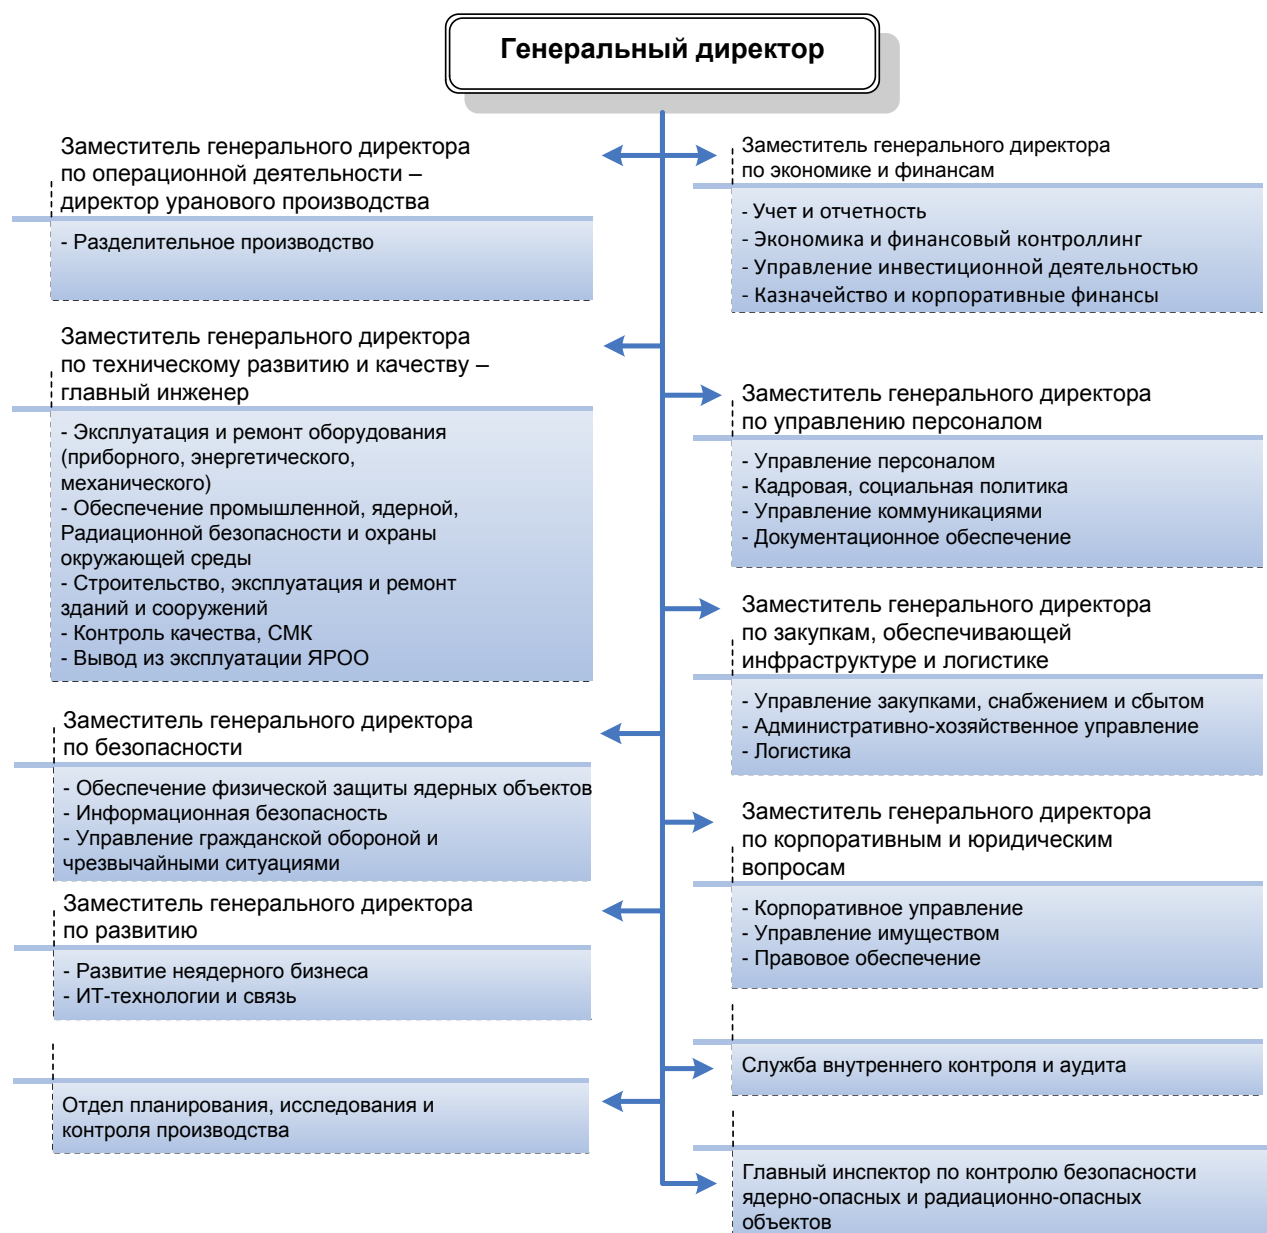 Генеральный директор
Заместитель генерального директора
по операционной деятельности –
директор уранового производства
- Разделительное производство
Заместитель генерального директора
по техническому развитию и качеству –
главный инженер
- Эксплуатация и ремонт оборудования
(приборного, энергетического,
механического)
- Обеспечение промышленной, ядерной,
Радиационной безопасности и охраны
окружающей среды
- Строительство, эксплуатация и ремонт
зданий и сооружений
- Контроль качества, СМК
- Вывод из эксплуатации ЯРОО
Заместитель генерального директора
по безопасности
- Обеспечение физической защиты ядерных объектов
- Информационная безопасность
- Управление гражданской обороной и
чрезвычайными ситуациями
Заместитель генерального директора
по развитию
- Развитие неядерного бизнеса
- ИТ-технологии и связь
Отдел планирования, исследования и
контроля производства
Заместитель генерального директора
по экономике и финансам
- Учет и отчетность
- Экономика и финансовый контроллинг
- Управление инвестиционной деятельностью
- Казначейство и корпоративные финансы
Заместитель генерального директора
по управлению персоналом
- Управление персоналом
- Кадровая, социальная политика
- Управление коммуникациями
- Документационное обеспечение
Заместитель генерального директора
по закупкам, обеспечивающей
инфраструктуре и логистике
- Управление закупками, снабжением и сбытом
- Административно-хозяйственное управление
- Логистика
Заместитель генерального директора
по корпоративным и юридическим
вопросам
- Корпоративное управление
- Управление имуществом
- Правовое обеспечение
Служба внутреннего контроля и аудита
Главный инспектор по контролю безопасности
ядерно-опасных и радиационно-опасных
объектов